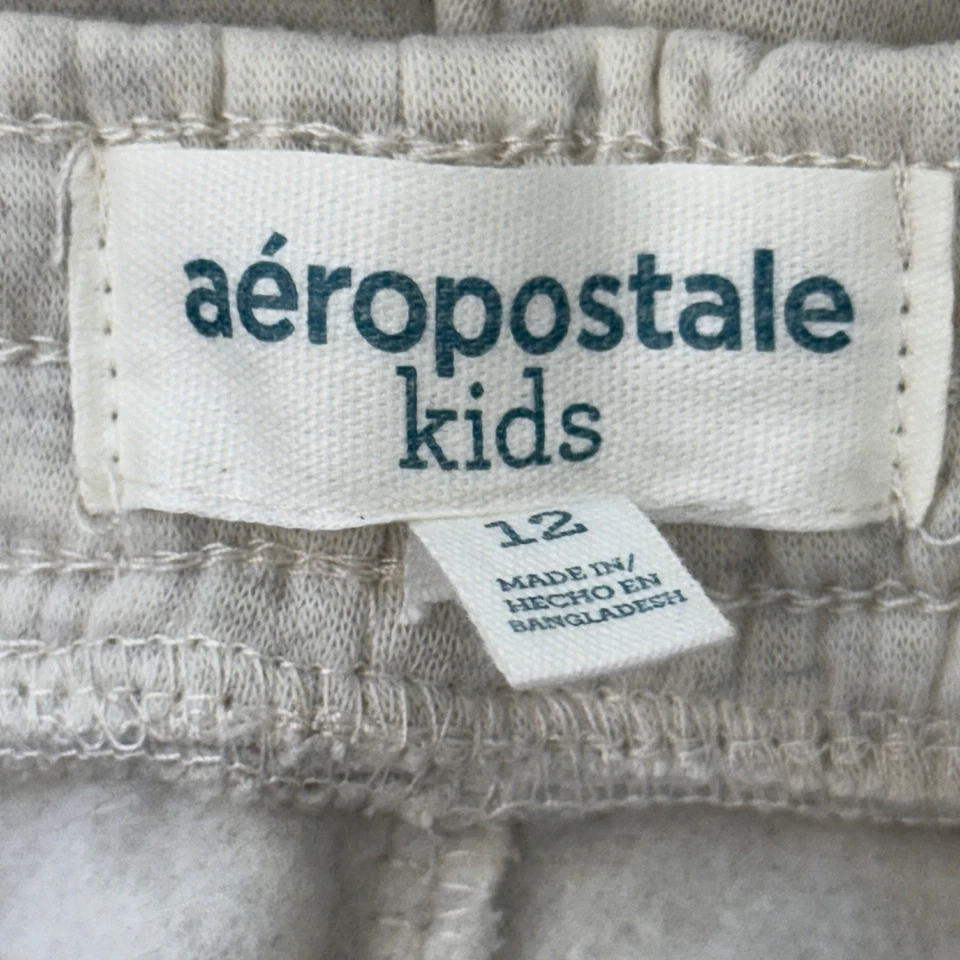 aéropostale
kids
12
MADE IN/
HECHO EN
BANGLADESH